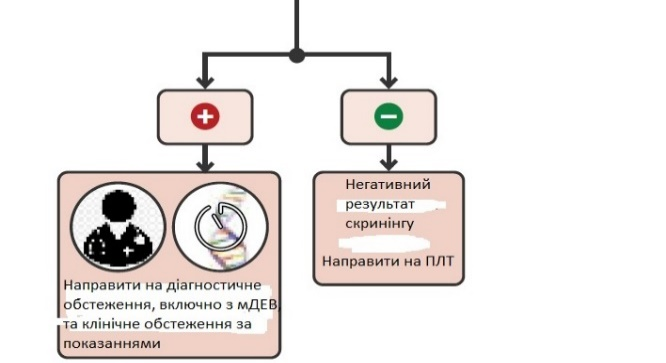 Направити на діагностичне
обстеження, включно з мДЕВ,
та клінічне обстеження за
показаннями
Негативний
результат
скринінгу
Направити на ПЛТ